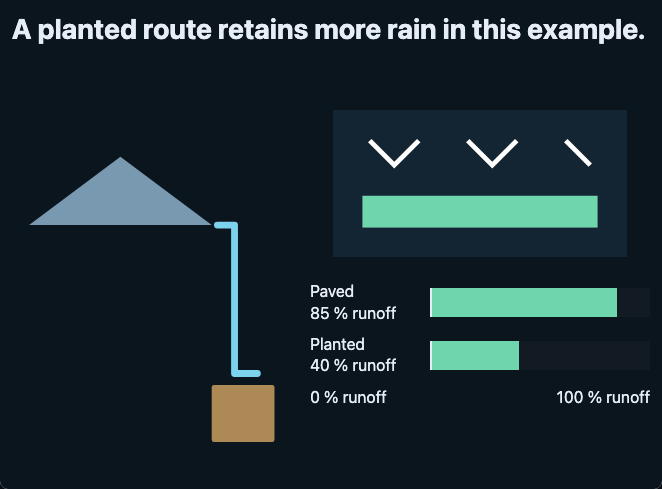 A planted route retains more rain in this example.
Paved
85 % runoff
Planted
40 % runoff
0 % runoff
100 % runoff